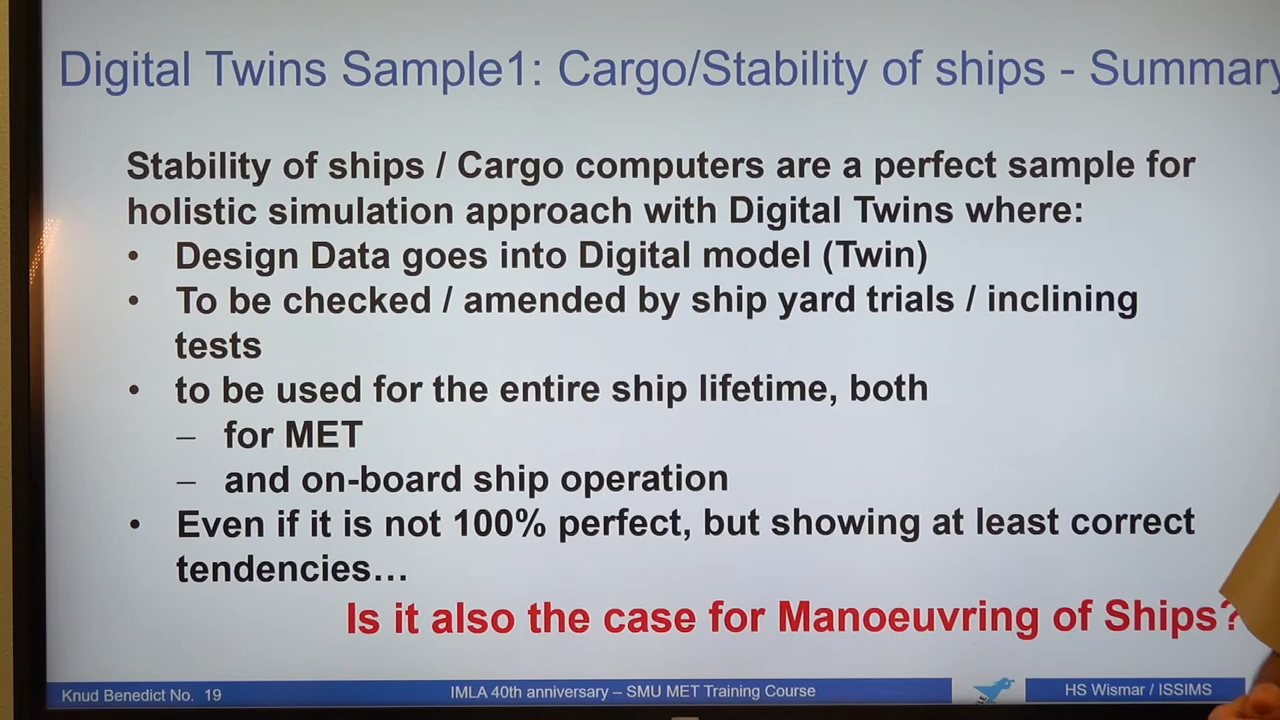 Digital Twins Sample1: Cargo/Stability of ships - Summary
Stability of ships / Cargo computers are a perfect sample for
holistic simulation approach with Digital Twins where:
• Design Data goes into Digital model (Twin)
• To be checked / amended by ship yard trials / inclining
tests
• to be used for the entire ship lifetime, both
– for MET
– and on-board ship operation
• Even if it is not 100% perfect, but showing at least correct
tendencies…
Is it also the case for Manoeuvring of Ships?
Knud Benedict No. 19
IMLA 40th anniversary – SMU MET Training Course
HS Wismar / ISSIMS